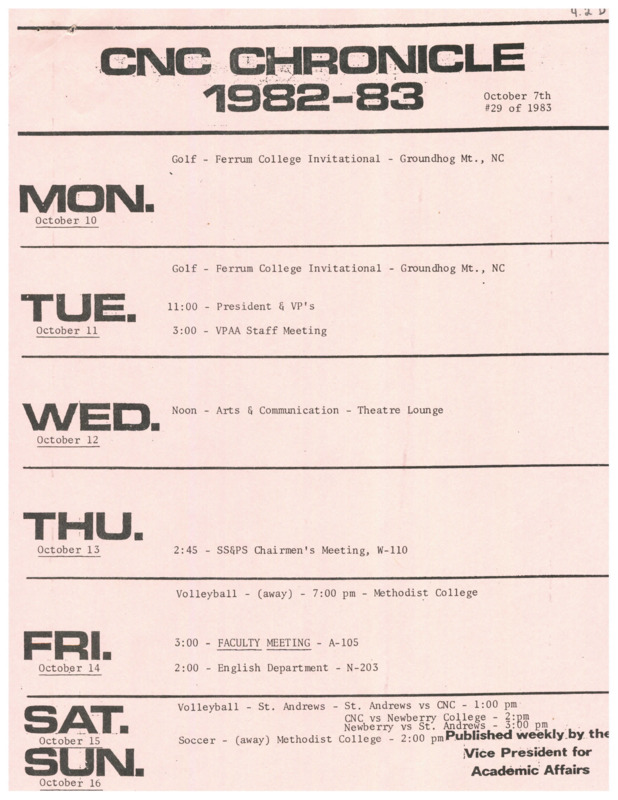 4.2 D
CNC CHRONICLE
1982-83
October 7th
#29 of 1983
Golf - Ferrum College Invitational - Groundhog Mt., NC
MON.
October 10
Golf - Ferrum College Invitational - Groundhog Mt., NC
TUE.
October 11
11:00 - President & VP's
3:00 - VPAA Staff Meeting
WED.
October 12
Noon - Arts & Communication - Theatre Lounge
THU.
October 13
2:45 - SS&PS Chairmen's Meeting, W-110
Volleyball - (away) - 7:00 pm - Methodist College
FRI.
October 14
3:00 - FACULTY MEETING - A-105
2:00 - English Department - N-203
SAT.
October 15
Volleyball - St. Andrews - St. Andrews vs CNC - 1:00 pm
CNC vs Newberry College - 2:pm
Newberry vs St. Andrews - 3:00 pm
Soccer - (away) Methodist College - 2:00 pm
SUN.
October 16
Published weekly by the
Vice President for
Academic Affairs